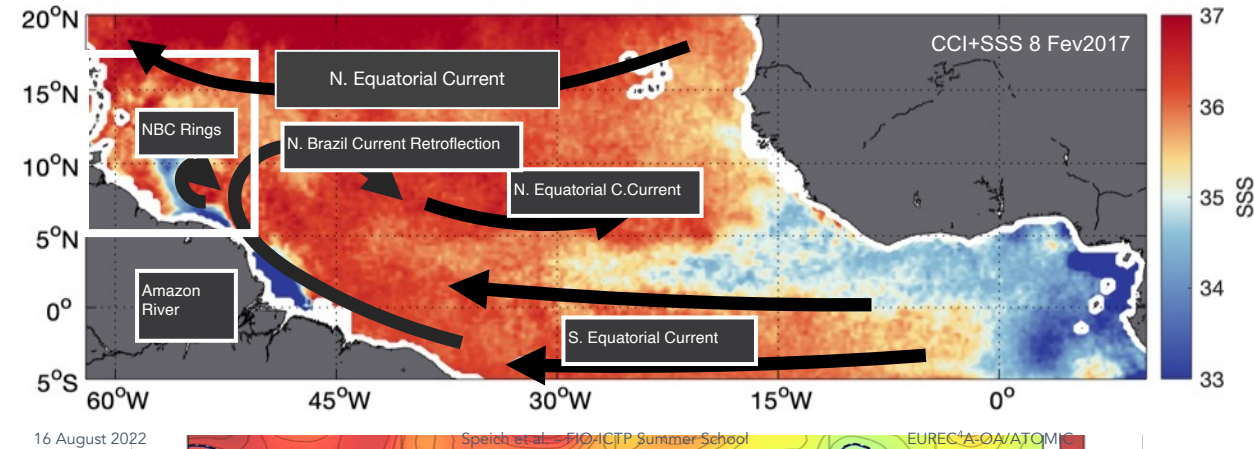 20°N
15°N
10°N
5°N
0°
5°S
60°W
45°W
30°W
15°W
0°
CCI+SSS 8 Fev2017
N. Equatorial Current
NBC Rings
N. Brazil Current Retroflection
N. Equatorial C.Current
Amazon
River
S. Equatorial Current
37
36
35
34
33
SSS
16 August 2022
Speich et al. – FIO-ICTP Summer School
EUREC⁴A-OA/ATOMIC